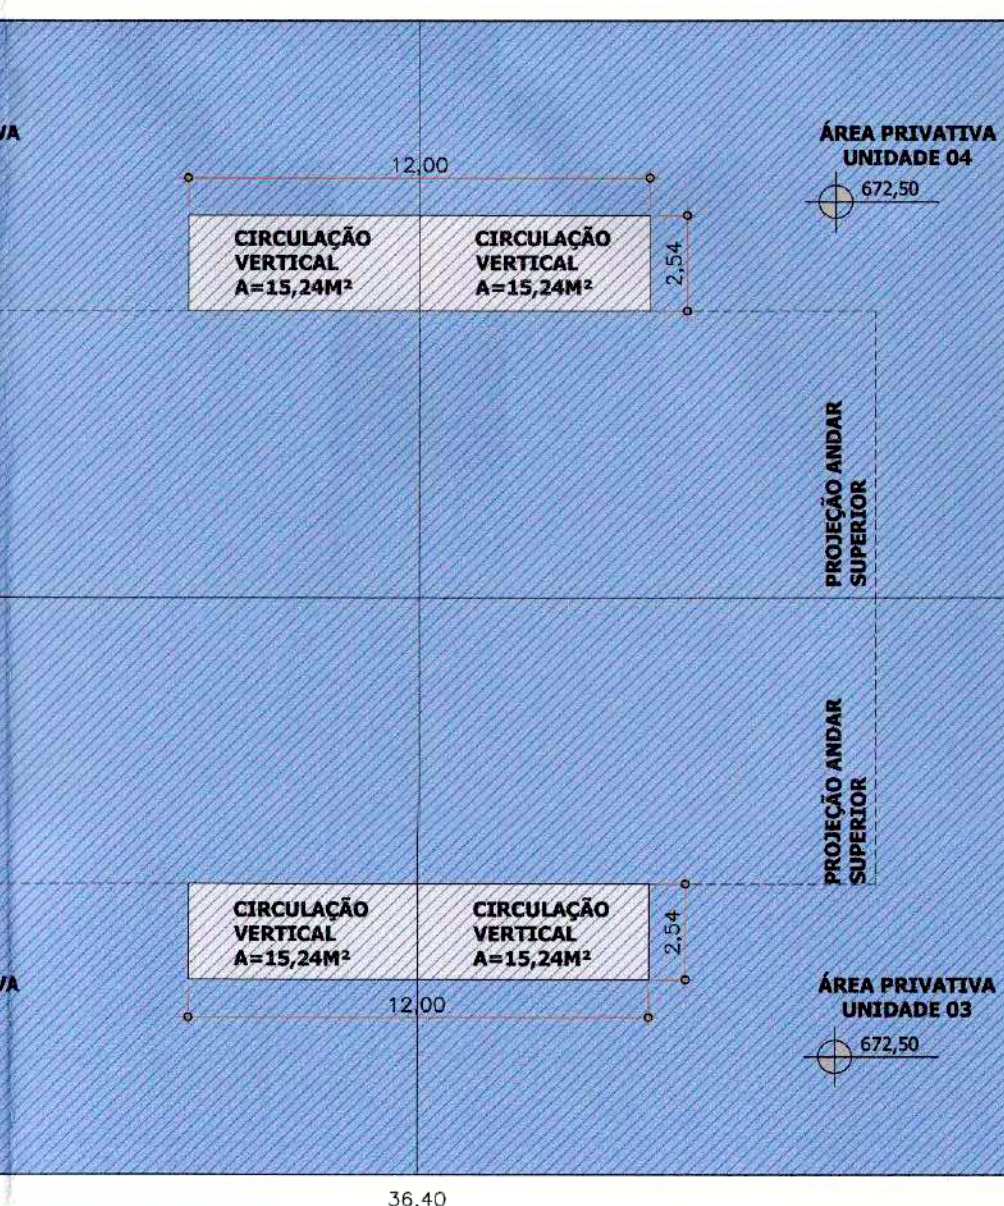 VA
ÁREA PRIVATIVA
UNIDADE 04
672,50
12,00
CIRCULAÇÃO
VERTICAL
A=15,24M²
CIRCULAÇÃO
VERTICAL
A=15,24M²
2,54
PROJEÇÃO ANDAR
SUPERIOR
PROJEÇÃO ANDAR
SUPERIOR
CIRCULAÇÃO
VERTICAL
A=15,24M²
CIRCULAÇÃO
VERTICAL
A=15,24M²
2,54
12,00
VA
ÁREA PRIVATIVA
UNIDADE 03
672,50
36,40